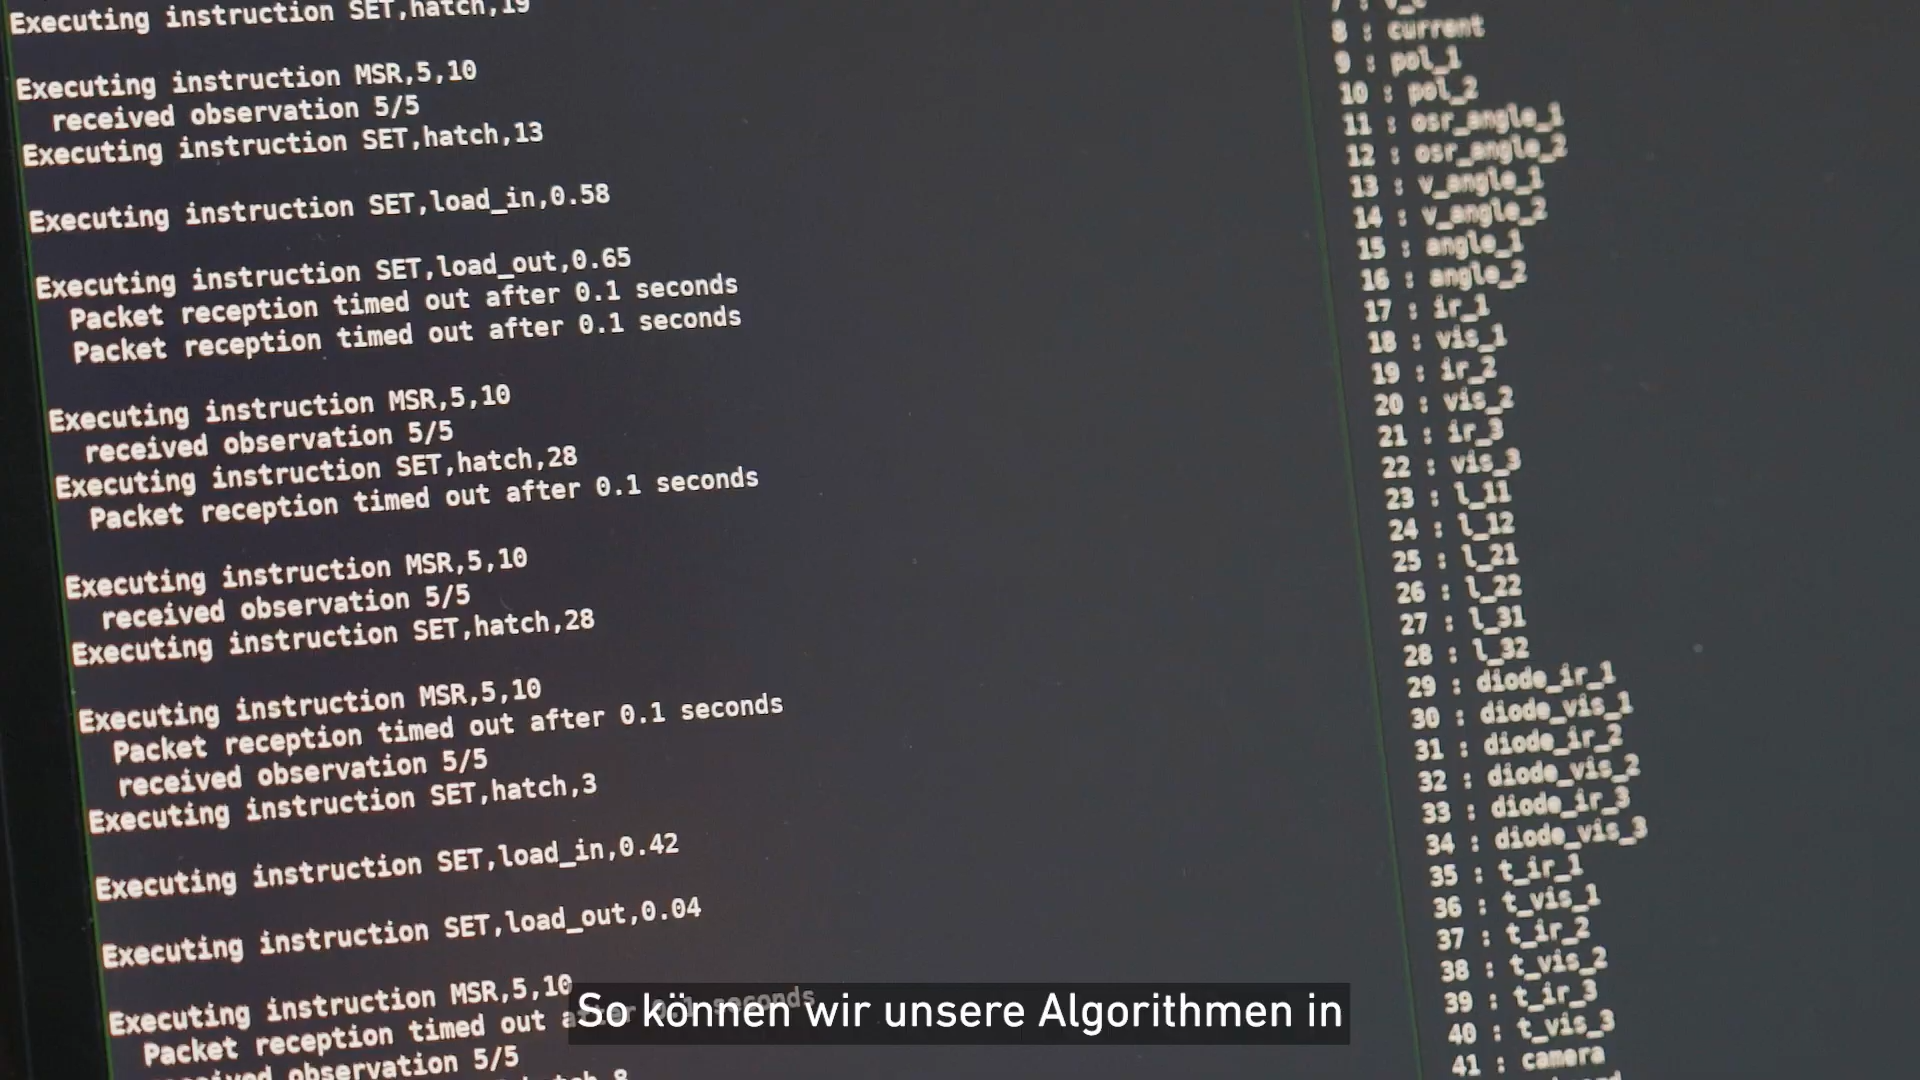 Executing instruction SET,hatch,19
Executing instruction MSR,5,10
received observation 5/5
Executing instruction SET,hatch,13
Executing instruction SET,load_in,0.58
Executing instruction SET,load_out,0.65
Packet reception timed out after 0.1 seconds
Packet reception timed out after 0.1 seconds
Executing instruction MSR,5,10
received observation 5/5
Executing instruction SET,hatch,28
Packet reception timed out after 0.1 seconds
Executing instruction MSR,5,10
received observation 5/5
Executing instruction SET,hatch,28
Executing instruction MSR,5,10
Packet reception timed out after 0.1 seconds
received observation 5/5
Executing instruction SET,hatch,3
Executing instruction SET,load_in,0.42
Executing instruction SET,load_out,0.04
Executing instruction MSR,5,10
Packet reception timed out after 0.1 seconds
received observation 5/5
8 : current
9 : pol_1
10 : pol_2
11 : osr_angle_1
12 : osr_angle_2
13 : v_angle_1
14 : v_angle_2
15 : angle_1
16 : angle_2
17 : ir_1
18 : vis_1
19 : ir_2
20 : vis_2
21 : ir_3
22 : vis_3
23 : l_11
24 : l_12
25 : l_21
26 : l_22
27 : l_31
28 : l_32
29 : diode_ir_1
30 : diode_vis_1
31 : diode_ir_2
32 : diode_vis_2
33 : diode_ir_3
34 : diode_vis_3
35 : t_ir_1
36 : t_vis_1
37 : t_ir_2
38 : t_vis_2
39 : t_ir_3
40 : t_vis_3
41 : camera
So können wir unsere Algorithmen in